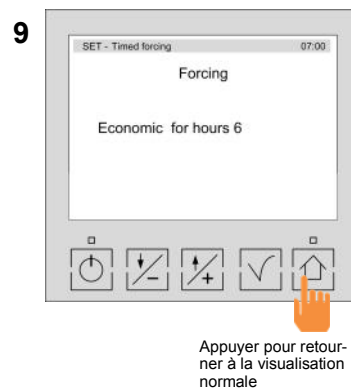 9
SET - Timed forcing 07:00
Forcing
Economic for hours 6
Appuyer pour retour-
ner à la visualisation
normale